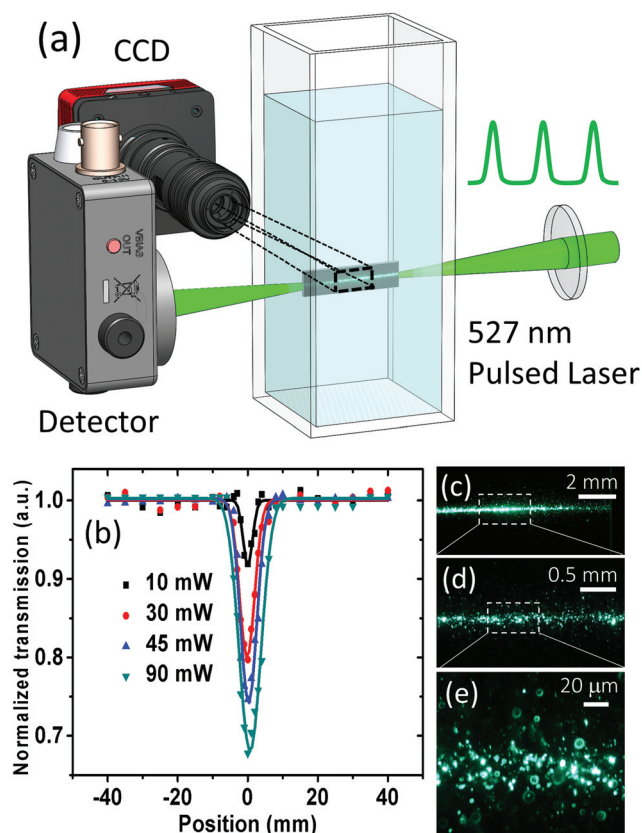 (a)
CCD
VBIAS
OUT
527 nm
Pulsed Laser
Detector
(b)
Normalized transmission (a.u.)
1.0
0.9
0.8
0.7
10 mW
30 mW
45 mW
90 mW
-40
-20
0
20
40
Position (mm)
(c)
2 mm
(d)
0.5 mm
(e)
20 μm